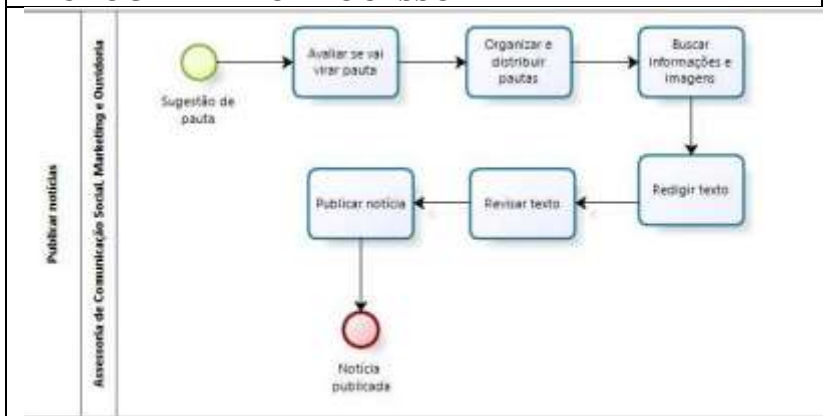 Publicar notícias
Assessoria de Comunicação Social, Marketing e Ouvidoria
Sugestão de
pauta
Avaliar se vai
virar pauta
Organizar e
distribuir
pautas
Buscar
informações e
imagens
Redigir texto
Revisar texto
Publicar notícia
Notícia
publicada